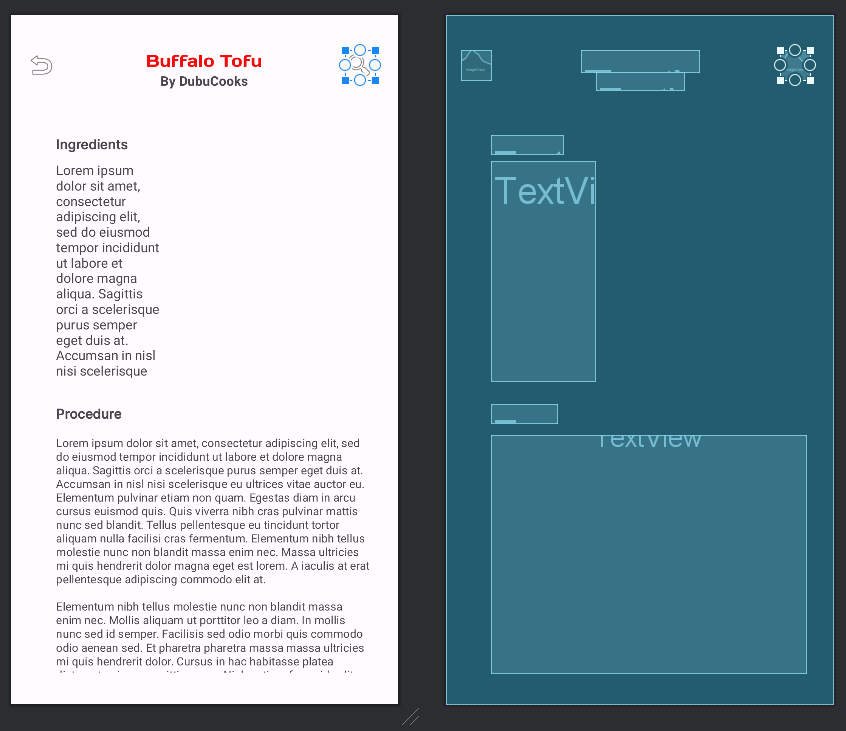 Buffalo Tofu
By DubuCooks
Ingredients
Lorem ipsum
dolor sit amet,
consectetur
adipiscing elit,
sed do eiusmod
tempor incididunt
ut labore et
dolore magna
aliqua. Sagittis
orci a scelerisque
purus semper
eget duis at.
Accumsan in nisl
nisi scelerisque
Procedure
Lorem ipsum dolor sit amet, consectetur adipiscing elit, sed
do eiusmod tempor incididunt ut labore et dolore magna
aliqua. Sagittis orci a scelerisque purus semper eget duis at.
Accumsan in nisl nisi scelerisque eu ultrices vitae auctor eu.
Elementum pulvinar etiam non quam. Egestas diam in arcu
cursus euismod quis. Quis viverra nibh cras pulvinar mattis
nunc sed blandit. Tellus pellentesque eu tincidunt tortor
aliquam nulla facilisi cras fermentum. Elementum nibh tellus
molestie nunc non blandit massa enim nec. Massa ultricies
mi quis hendrerit dolor magna eget est lorem. A iaculis at erat
pellentesque adipiscing commodo elit at.
Elementum nibh tellus molestie nunc non blandit massa
enim nec. Mollis aliquam ut porttitor leo a diam. In mollis
nunc sed id semper. Facilisis sed odio morbi quis commodo
odio aenean sed. Et pharetra pharetra massa massa ultricies
mi quis hendrerit dolor. Cursus in hac habitasse platea
TextVi
TextView